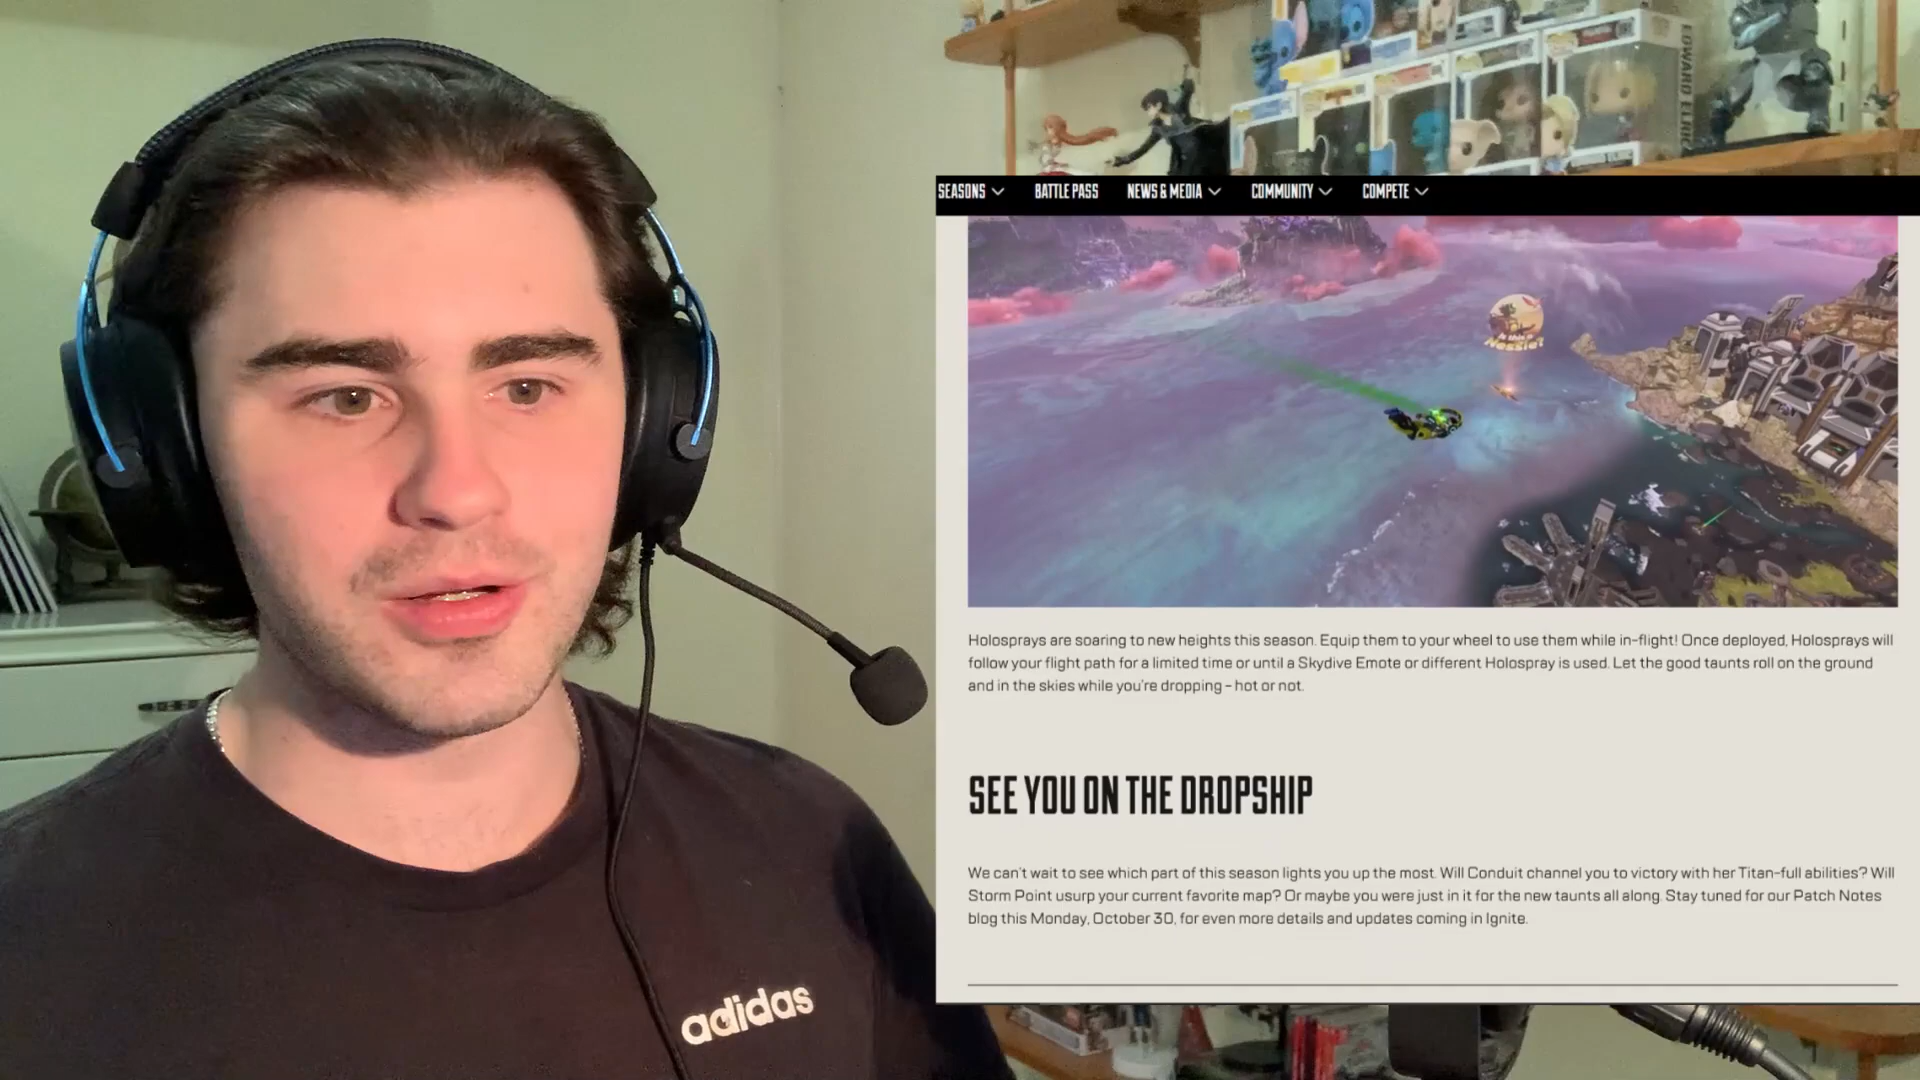 EDWARD ELRIC
SEASONS
BATTLE PASS
NEWS & MEDIA
COMMUNITY
COMPETE
Is this a
Nessie?
Holosprays are soaring to new heights this season. Equip them to your wheel to use them while in-flight! Once deployed, Holosprays will
follow your flight path for a limited time or until a Skydive Emote or different Holospray is used. Let the good taunts roll on the ground
and in the skies while you're dropping – hot or not.
SEE YOU ON THE DROPSHIP
We can't wait to see which part of this season lights you up the most. Will Conduit channel you to victory with her Titan-full abilities? Will
Storm Point usurp your current favorite map? Or maybe you were just in it for the new taunts all along. Stay tuned for our Patch Notes
blog this Monday, October 30, for even more details and updates coming in Ignite.
adidas